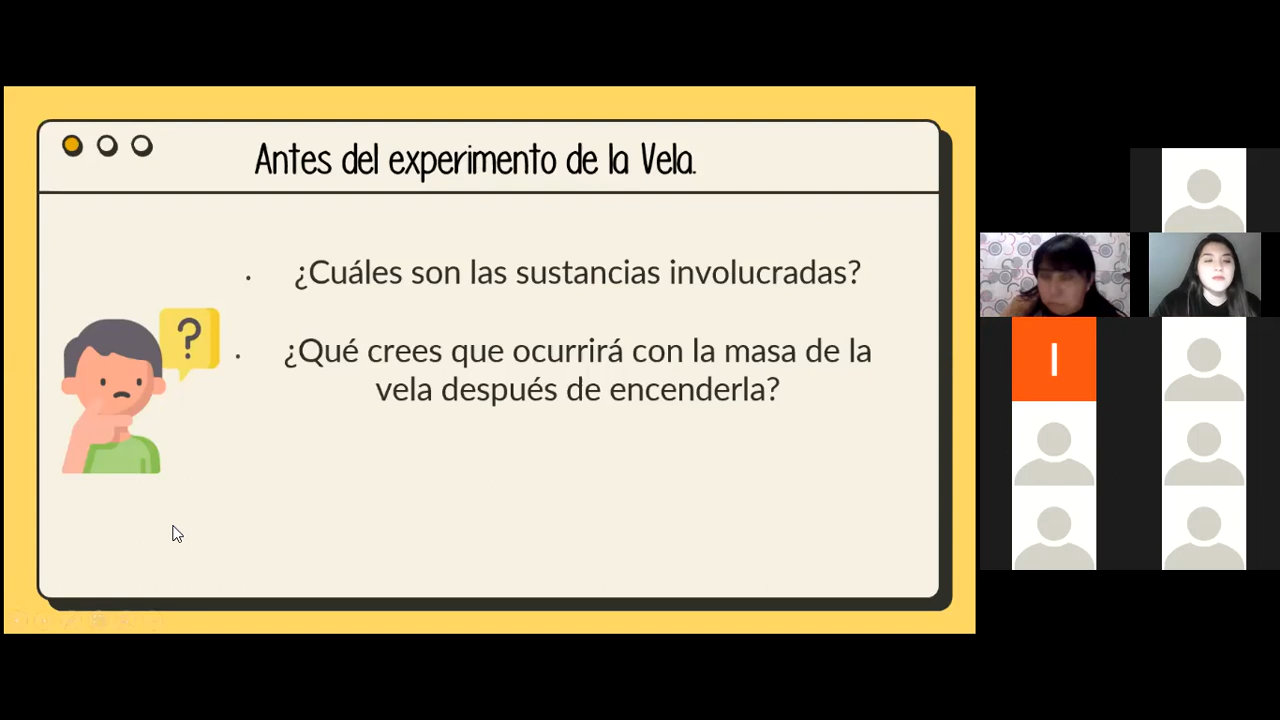 Antes del experimento de la Vela.
¿Cuáles son las sustancias involucradas?
?
¿Qué crees que ocurrirá con la masa de la
vela después de encenderla?
I